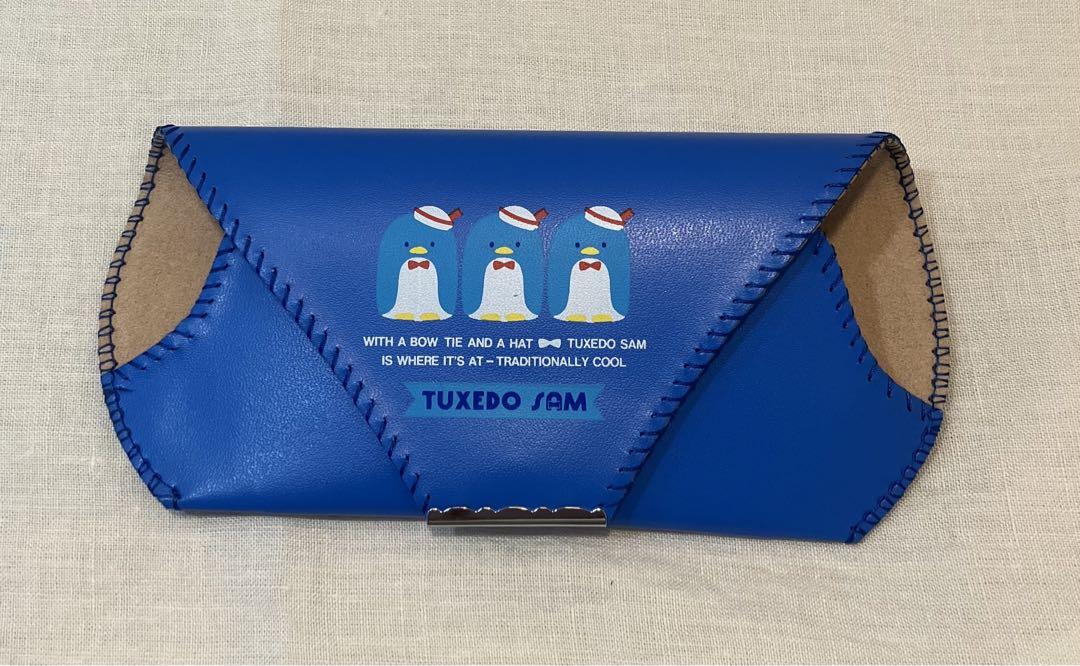 WITH A BOW TIE AND A HAT TUXEDO SAM
IS WHERE IT'S AT – TRADITIONALLY COOL
TUXEDO SAM